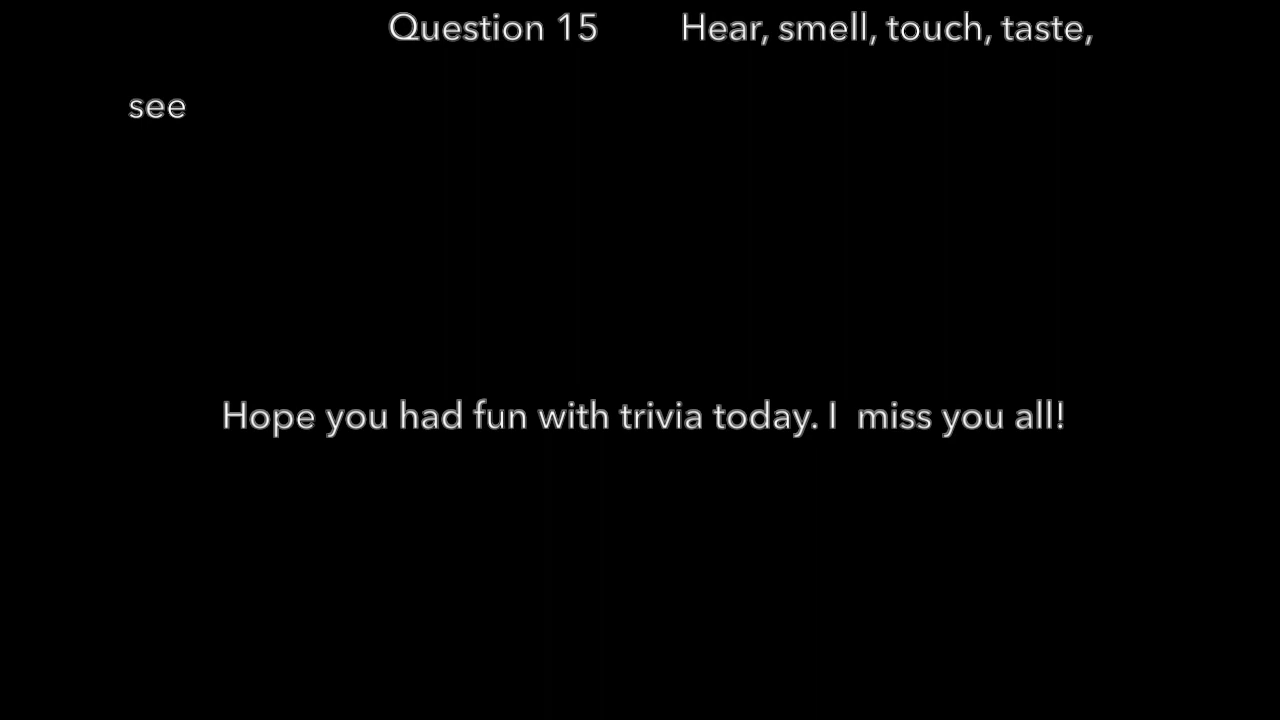 Question 15 Hear, smell, touch, taste,
see
Hope you had fun with trivia today. I miss you all!